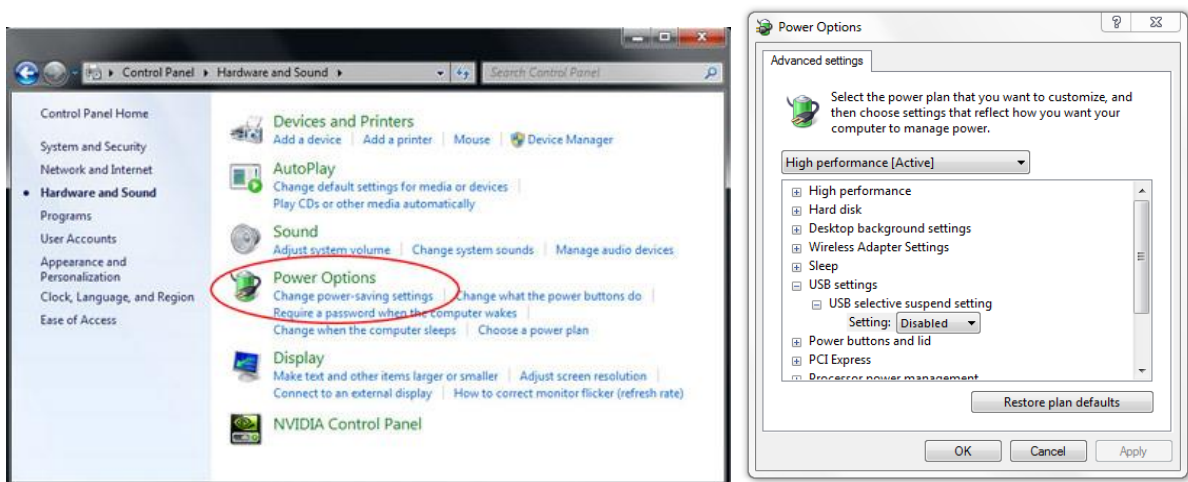 Control Panel ▸ Hardware and Sound ▸
Search Control Panel
Control Panel Home
System and Security
Network and Internet
Hardware and Sound
Programs
User Accounts
Appearance and
Personalization
Clock, Language, and Region
Ease of Access
Devices and Printers
Add a device | Add a printer | Mouse | Device Manager
AutoPlay
Change default settings for media or devices |
Play CDs or other media automatically
Sound
Adjust system volume | Change system sounds | Manage audio devices
Power Options
Change power-saving settings | Change what the power buttons do |
Require a password when the computer wakes |
Change when the computer sleeps | Choose a power plan
Display
Make text and other items larger or smaller | Adjust screen resolution |
Connect to an external display | How to correct monitor flicker (refresh rate)
NVIDIA Control Panel
Power Options
Advanced settings
Select the power plan that you want to customize, and
then choose settings that reflect how you want your
computer to manage power.
High performance [Active]
High performance
Hard disk
Desktop background settings
Wireless Adapter Settings
Sleep
USB settings
USB selective suspend setting
Setting: Disabled
Power buttons and lid
PCI Express
Processor power management
Restore plan defaults
OK Cancel Apply